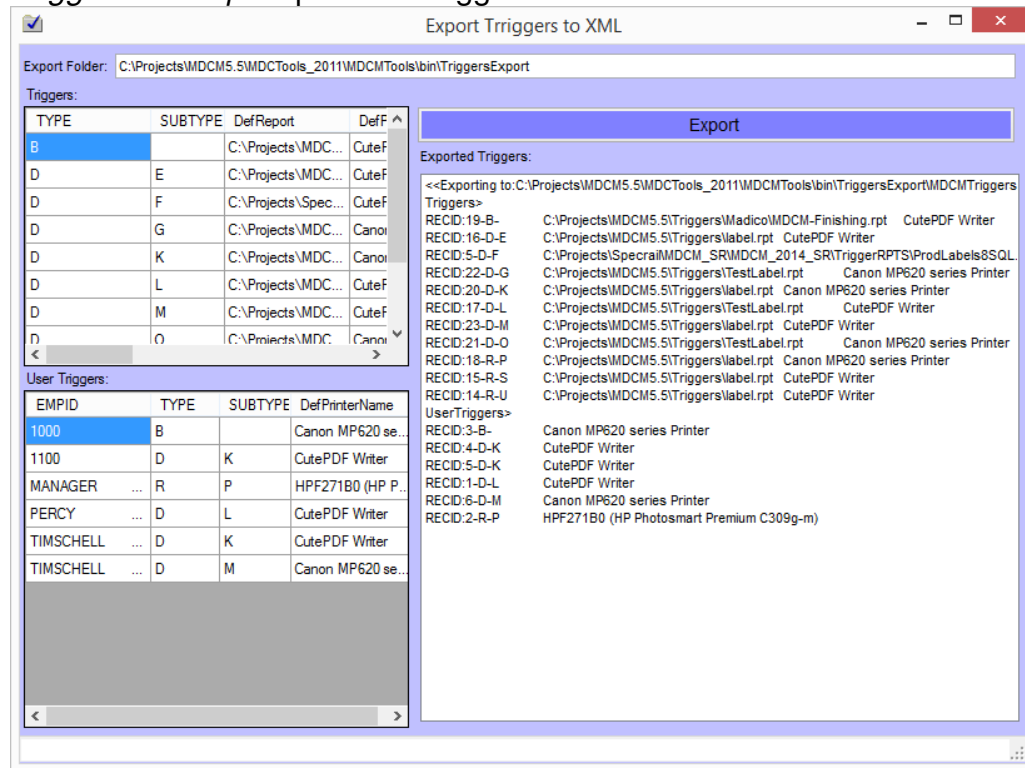 Export Trriggers to XML
Export Folder: C:\Projects\MDCM5.5\MDCTools_2011\MDCMTools\bin\TriggersExport
Triggers:
TYPE SUBTYPE DefReport DefF
B C:\Projects\MDC... CuteF
D E C:\Projects\MDC... CuteF
D F C:\Projects\Spec... CuteF
D G C:\Projects\MDC... Canon
D K C:\Projects\MDC... Canon
D L C:\Projects\MDC... CuteF
D M C:\Projects\MDC... CuteF
D O C:\Projects\MDC Canon
User Triggers:
EMPID TYPE SUBTYPE DefPrinterName
1000 B Canon MP620 se...
1100 D K CutePDF Writer
MANAGER ... R P HPF271B0 (HP P...
PERCY ... D L CutePDF Writer
TIMSCHELL ... D K CutePDF Writer
TIMSCHELL ... D M Canon MP620 se...
Export
Exported Triggers:
<<Exporting to:C:\Projects\MDCM5.5\MDCTools_2011\MDCMTools\bin\TriggersExport\MDCMTriggers
Triggers>
RECID:19-B- C:\Projects\MDCM5.5\Triggers\Madico\MDCM-Finishing.rpt CutePDF Writer
RECID:16-D-E C:\Projects\MDCM5.5\Triggers\label.rpt CutePDF Writer
RECID:5-D-F C:\Projects\Specrai\MDCM_SR\MDCM_2014_SR\TriggerRPTS\ProdLabels8SQL.
RECID:22-D-G C:\Projects\MDCM5.5\Triggers\TestLabel.rpt Canon MP620 series Printer
RECID:20-D-K C:\Projects\MDCM5.5\Triggers\label.rpt Canon MP620 series Printer
RECID:17-D-L C:\Projects\MDCM5.5\Triggers\TestLabel.rpt CutePDF Writer
RECID:23-D-M C:\Projects\MDCM5.5\Triggers\label.rpt CutePDF Writer
RECID:21-D-O C:\Projects\MDCM5.5\Triggers\TestLabel.rpt Canon MP620 series Printer
RECID:18-R-P C:\Projects\MDCM5.5\Triggers\label.rpt Canon MP620 series Printer
RECID:15-R-S C:\Projects\MDCM5.5\Triggers\label.rpt CutePDF Writer
RECID:14-R-U C:\Projects\MDCM5.5\Triggers\label.rpt CutePDF Writer
UserTriggers>
RECID:3-B- Canon MP620 series Printer
RECID:4-D-K CutePDF Writer
RECID:5-D-K CutePDF Writer
RECID:1-D-L CutePDF Writer
RECID:6-D-M Canon MP620 series Printer
RECID:2-R-P HPF271B0 (HP Photosmart Premium C309g-m)